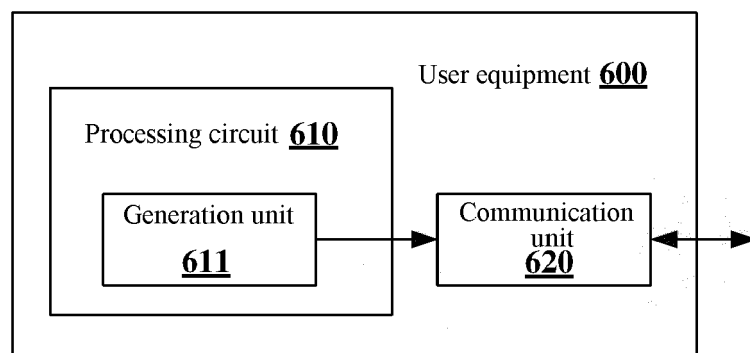 User equipment 600
Processing circuit 610
Generation unit
611
Communication
unit
620